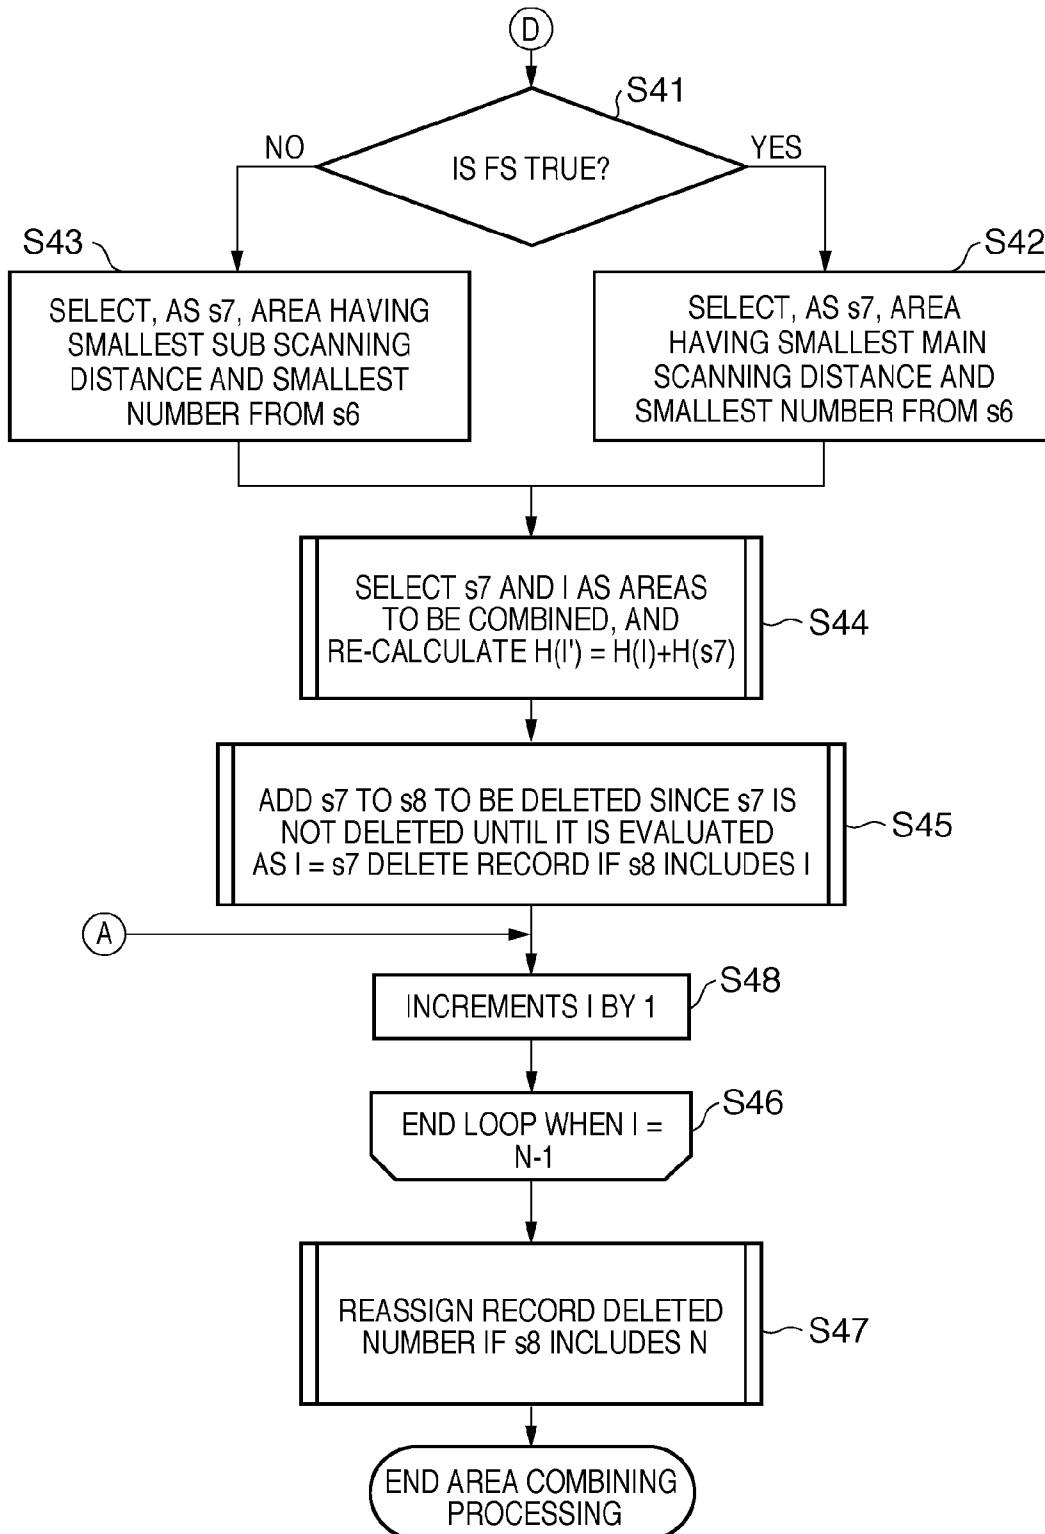 D
S41
NO
YES
IS FS TRUE?
S43
S42
SELECT, AS s7, AREA HAVING
SMALLEST SUB SCANNING
DISTANCE AND SMALLEST
NUMBER FROM s6
SELECT, AS s7, AREA
HAVING SMALLEST MAIN
SCANNING DISTANCE AND
SMALLEST NUMBER FROM s6
SELECT s7 AND I AS AREAS
TO BE COMBINED, AND
RE-CALCULATE H(I') = H(I)+H(s7)
S44
ADD s7 TO s8 TO BE DELETED SINCE s7 IS
NOT DELETED UNTIL IT IS EVALUATED
AS I = s7 DELETE RECORD IF s8 INCLUDES I
S45
A
S48
INCREMENTS I BY 1
S46
END LOOP WHEN I =
N-1
REASSIGN RECORD DELETED
NUMBER IF s8 INCLUDES N
S47
END AREA COMBINING
PROCESSING